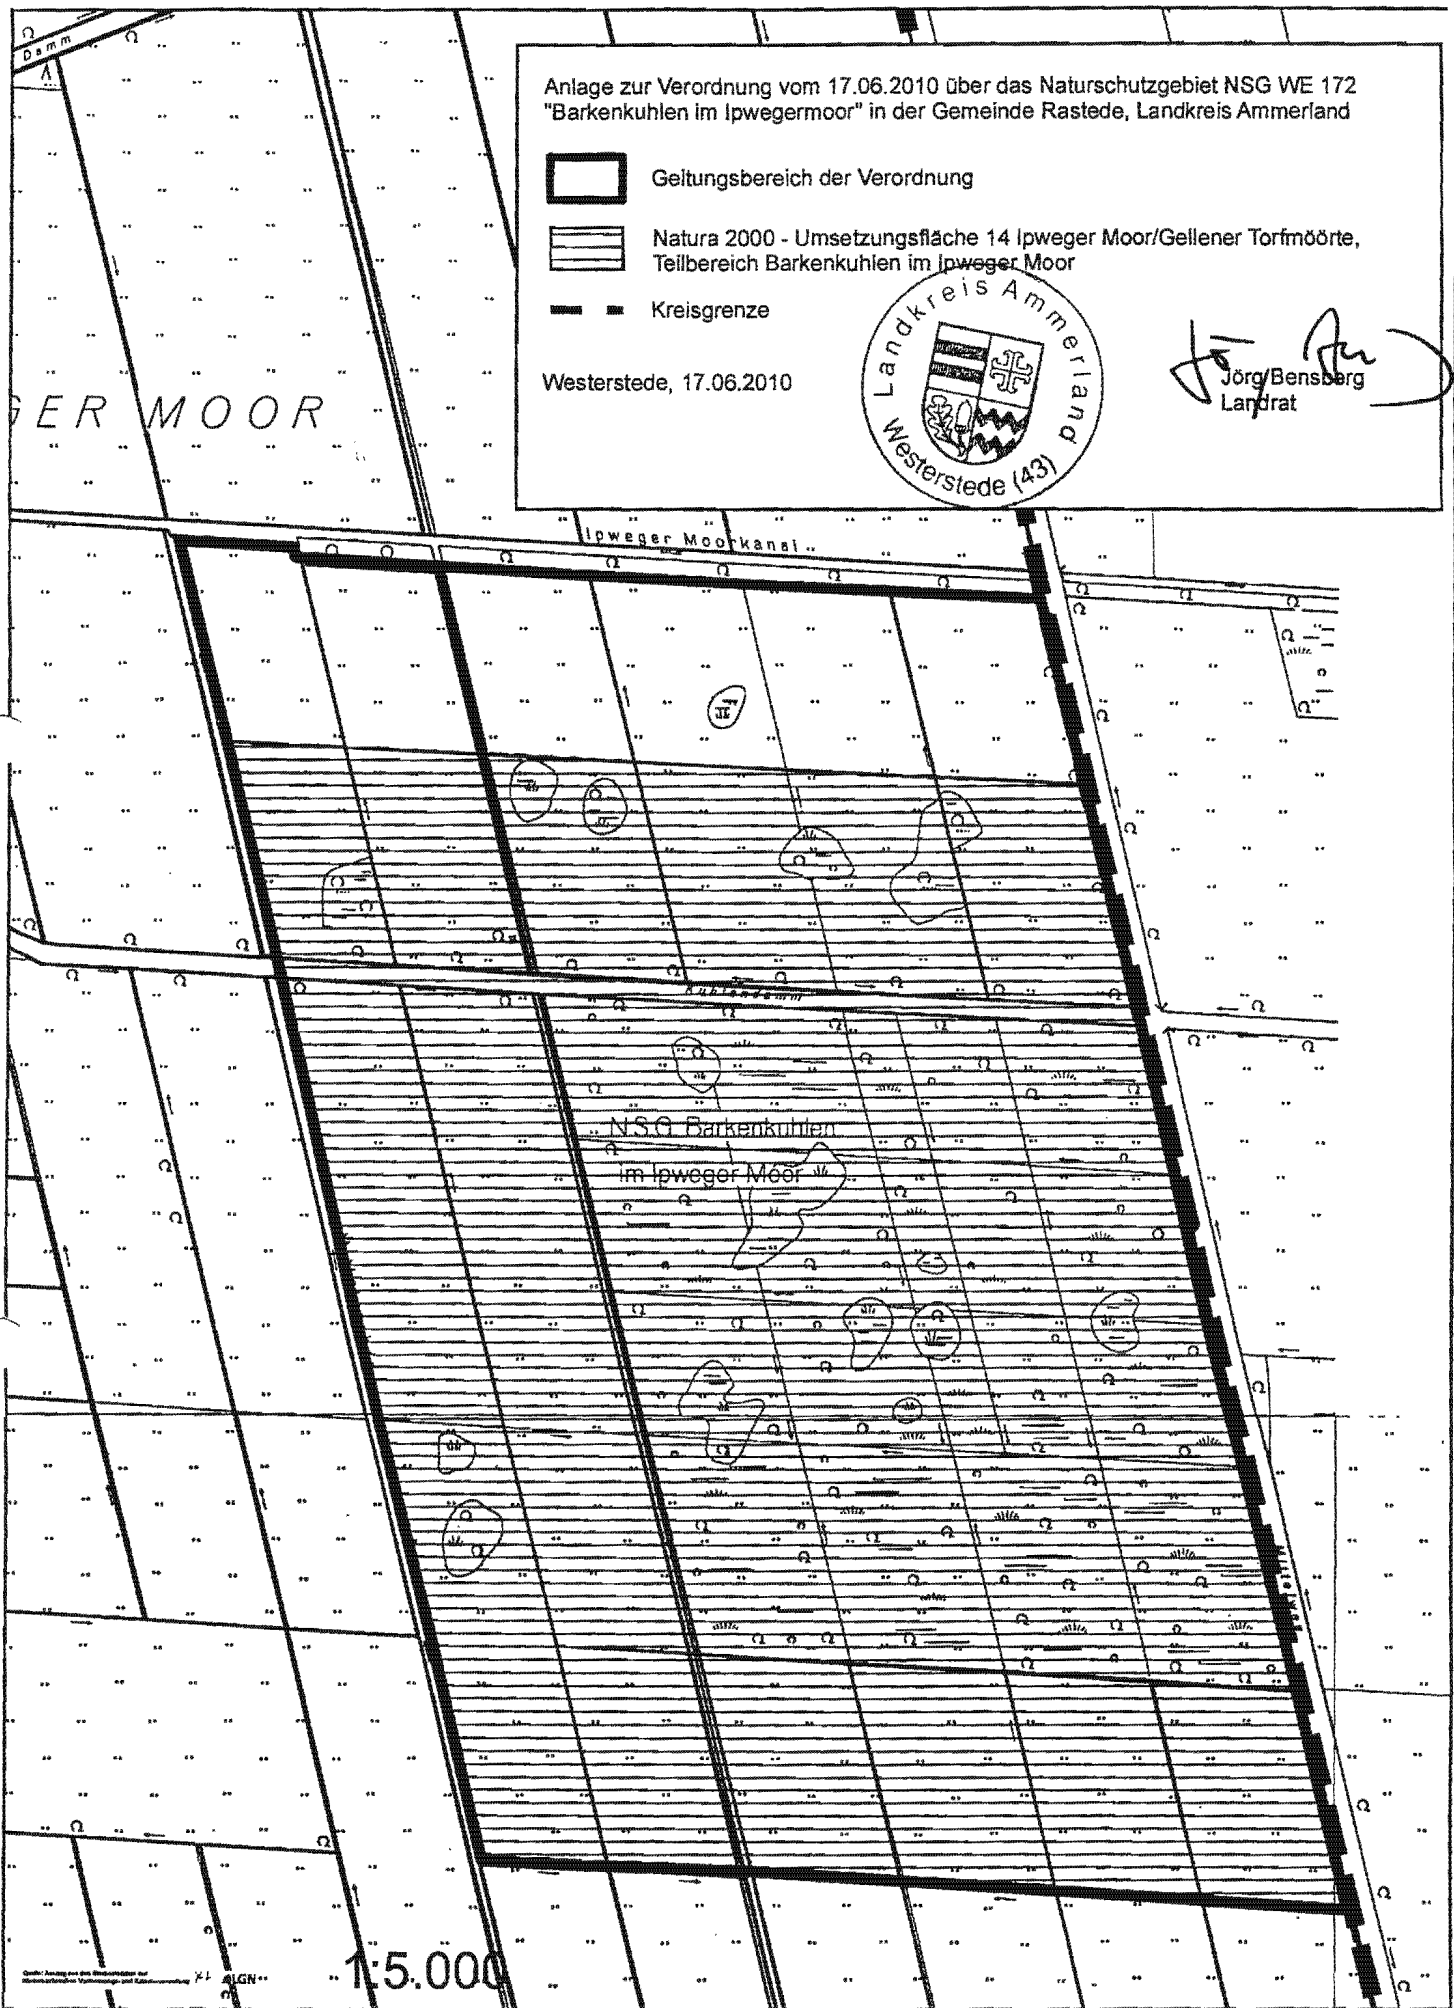 Damm
Anlage zur Verordnung vom 17.06.2010 über das Naturschutzgebiet NSG WE 172
"Barkenkuhlen im Ipwegermoor" in der Gemeinde Rastede, Landkreis Ammerland
Geltungsbereich der Verordnung
Natura 2000 - Umsetzungsfläche 14 Ipweger Moor/Gellener Torfmöörte,
Teilbereich Barkenkuhlen im Ipweger Moor
Kreisgrenze
Westerstede, 17.06.2010
Landkreis Ammerland
Westerstede (43)
Jörg Bensberg
Landrat
GER MOOR
Ipweger Moorkanal
Kuhlendamm
N.S.G. Barkenkuhlen
im Ipweger Moor
1:5.000
LGN